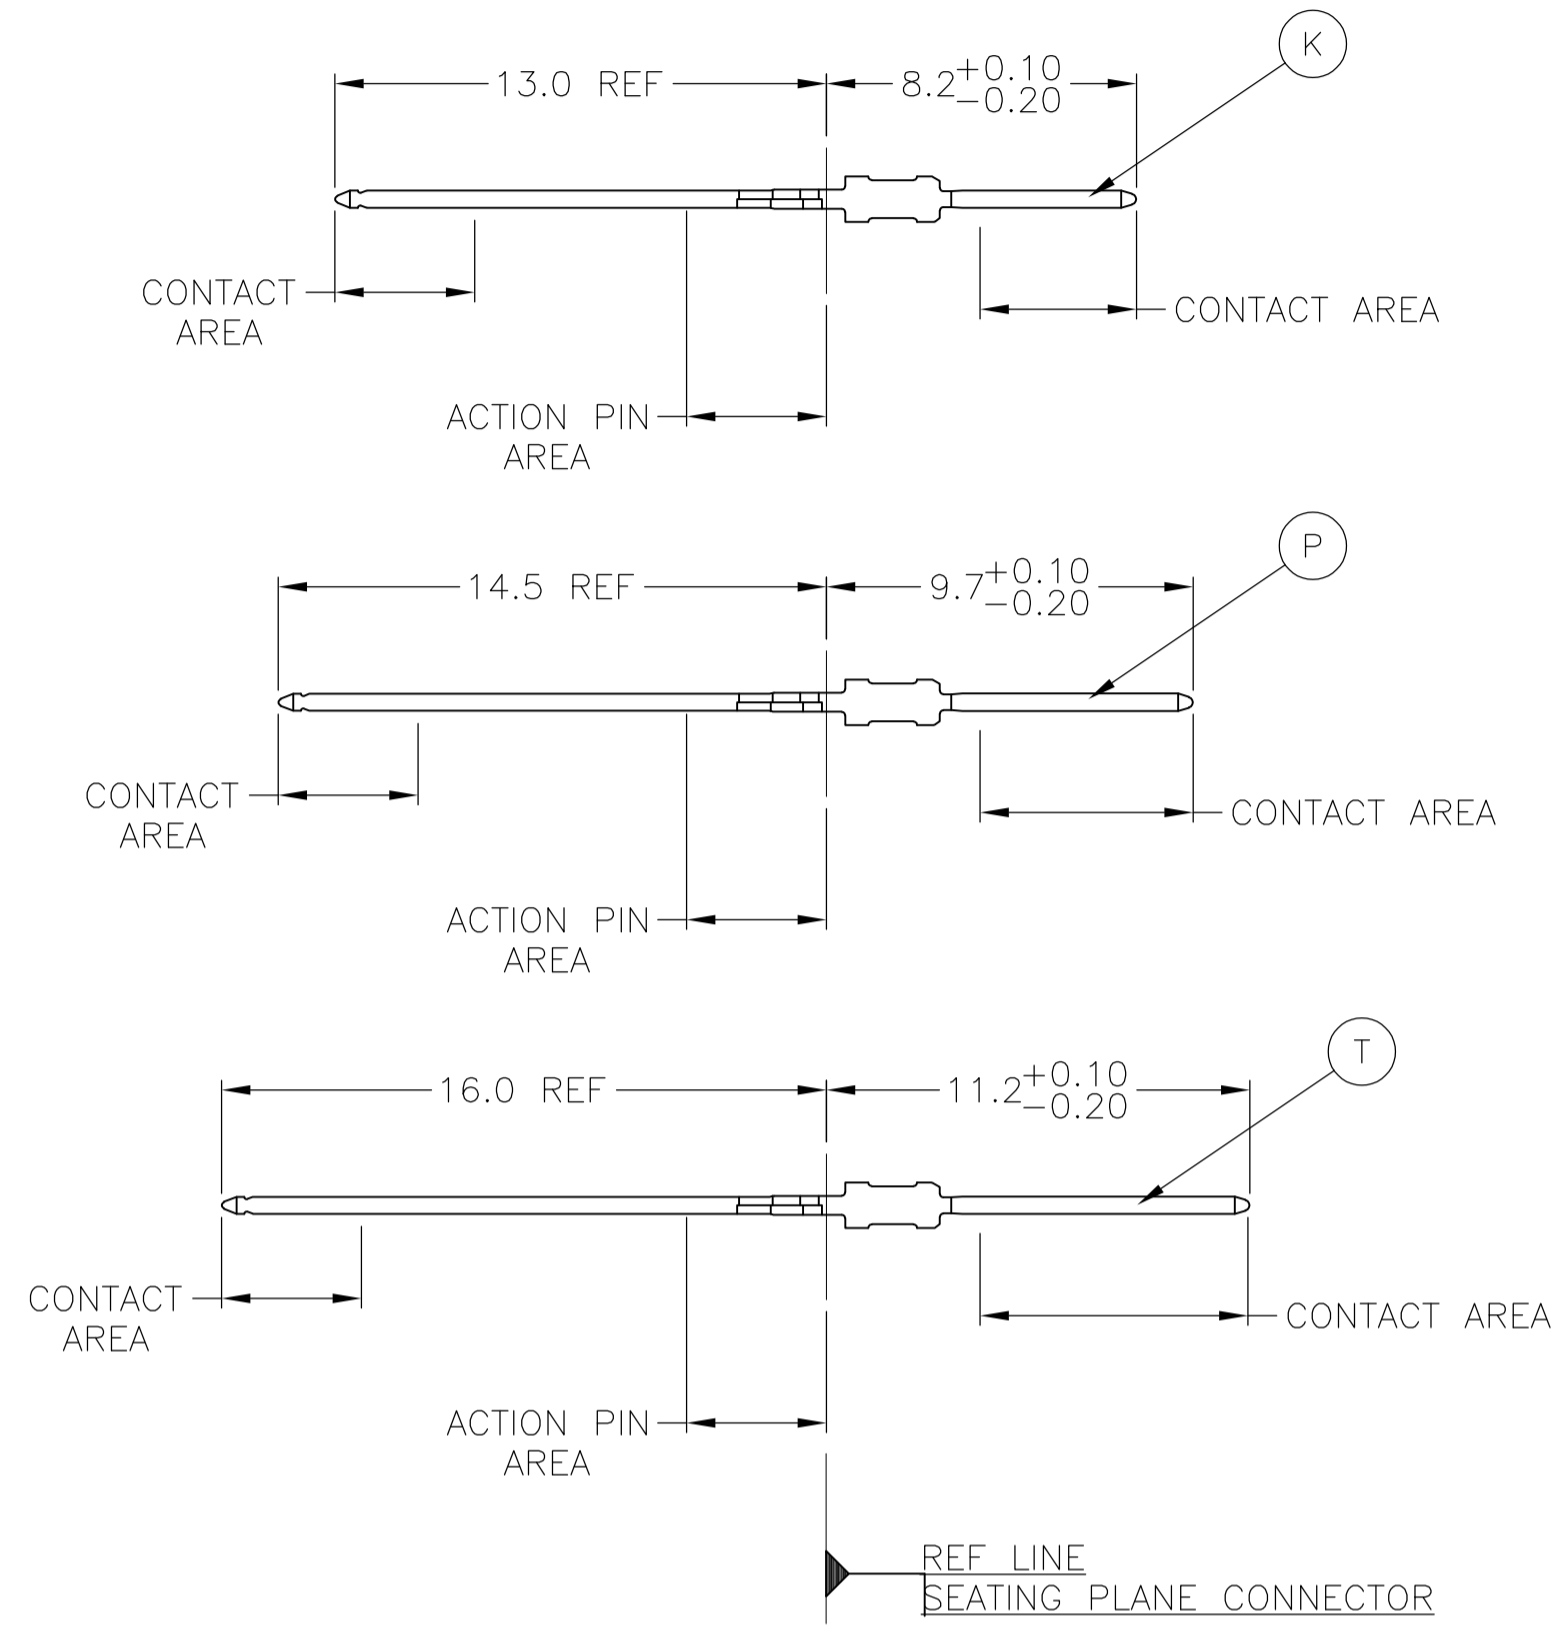 K
13.0 REF
8.2 +0.10
-0.20
CONTACT
AREA
CONTACT AREA
ACTION PIN
AREA
P
14.5 REF
9.7 +0.10
-0.20
CONTACT
AREA
CONTACT AREA
ACTION PIN
AREA
T
16.0 REF
11.2 +0.10
-0.20
CONTACT
AREA
CONTACT AREA
ACTION PIN
AREA
REF LINE
SEATING PLANE CONNECTOR